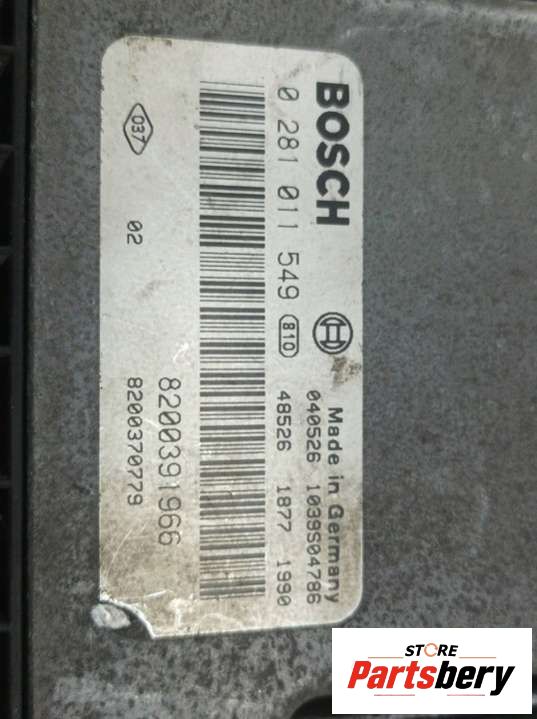 BOSCH
Made in Germany
0 281 011 549 810
040526 1039S04786
48526 1877 1990
8200391966
037
02
8200370779
STORE
Partsbery